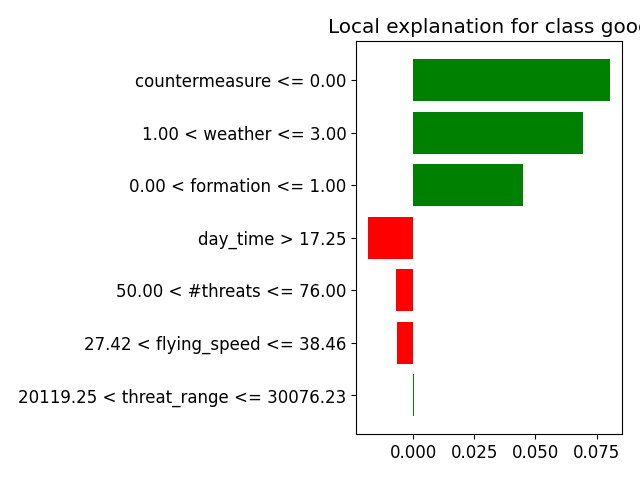 Local explanation for class goo
countermeasure <= 0.00
1.00 < weather <= 3.00
0.00 < formation <= 1.00
day_time > 17.25
50.00 < #threats <= 76.00
27.42 < flying_speed <= 38.46
20119.25 < threat_range <= 30076.23
0.000 0.025 0.050 0.075